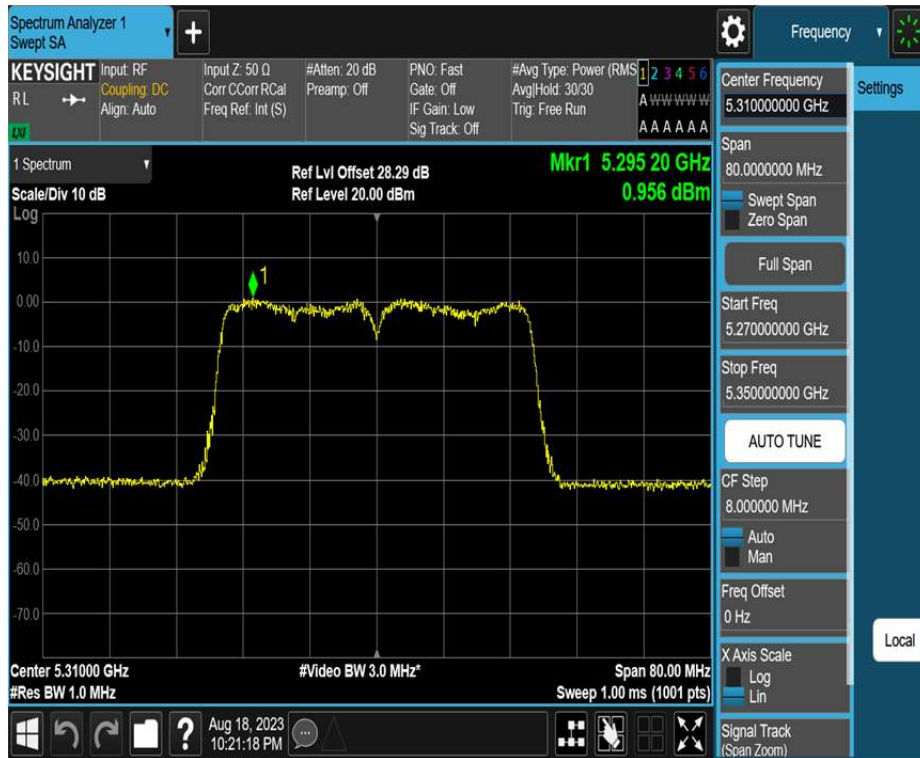 Spectrum Analyzer 1
Swept SA
+
Frequency
KEYSIGHT
R L
LXI
Input: RF
Coupling: DC
Align: Auto
Input Z: 50 Ω
Corr CCorr RCal
Freq Ref: Int (S)
#Atten: 20 dB
Preamp: Off
PNO: Fast
Gate: Off
IF Gain: Low
Sig Track: Off
#Avg Type: Power (RMS
Avg|Hold: 30/30
Trig: Free Run
1 2 3 4 5 6
A W W W W W
A A A A A A
1 Spectrum
Scale/Div 10 dB
Log
Ref Lvl Offset 28.29 dB
Ref Level 20.00 dBm
Mkr1 5.295 20 GHz
0.956 dBm
1
10.0
0.00
-10.0
-20.0
-30.0
-40.0
-50.0
-60.0
-70.0
Center 5.31000 GHz
#Res BW 1.0 MHz
#Video BW 3.0 MHz*
Span 80.00 MHz
Sweep 1.00 ms (1001 pts)
?
Aug 18, 2023
10:21:18 PM
Center Frequency
5.310000000 GHz
Span
80.0000000 MHz
Swept Span
Zero Span
Full Span
Start Freq
5.270000000 GHz
Stop Freq
5.350000000 GHz
AUTO TUNE
CF Step
8.000000 MHz
Auto
Man
Freq Offset
0 Hz
X Axis Scale
Log
Lin
Signal Track
(Span Zoom)
Settings
Local